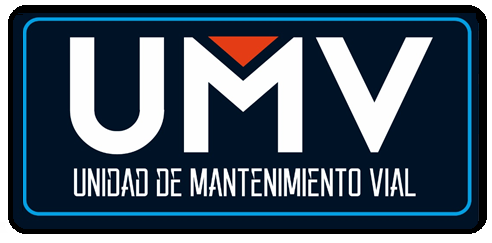 UMV
UNIDAD DE MANTENIMIENTO VIAL